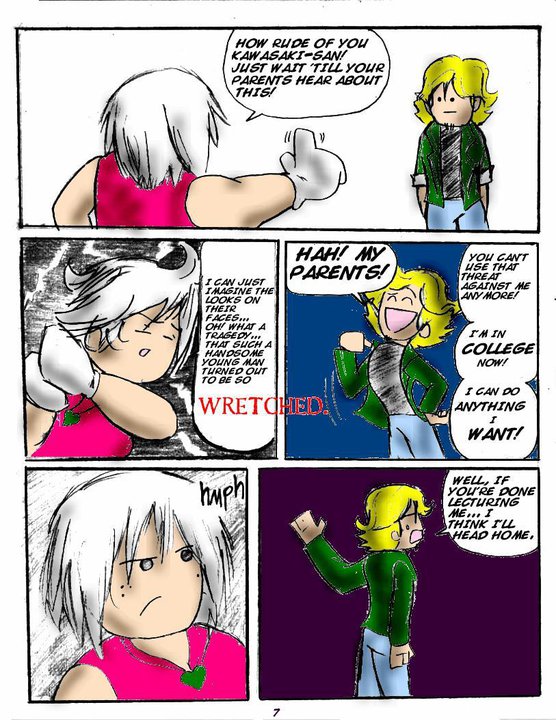 HOW RUDE OF YOU
KAWASAKI-SAN!
JUST WAIT 'TILL YOUR
PARENTS HEAR ABOUT
THIS!
I CAN JUST
IMAGINE THE
LOOKS ON
THEIR
FACES...
OH! WHAT A
TRAGEDY...
THAT SUCH A
HANDSOME
YOUNG MAN
TURNED OUT
TO BE SO
WRETCHED.
HAH! MY
PARENTS!
YOU CAN'T
USE THAT
THREAT
AGAINST ME
ANYMORE!
I'M IN
COLLEGE
NOW!
I CAN DO
ANYTHING
I
WANT!
hmph
WELL, IF
YOU'RE DONE
LECTURING
ME... I
THINK I'LL
HEAD HOME.
7